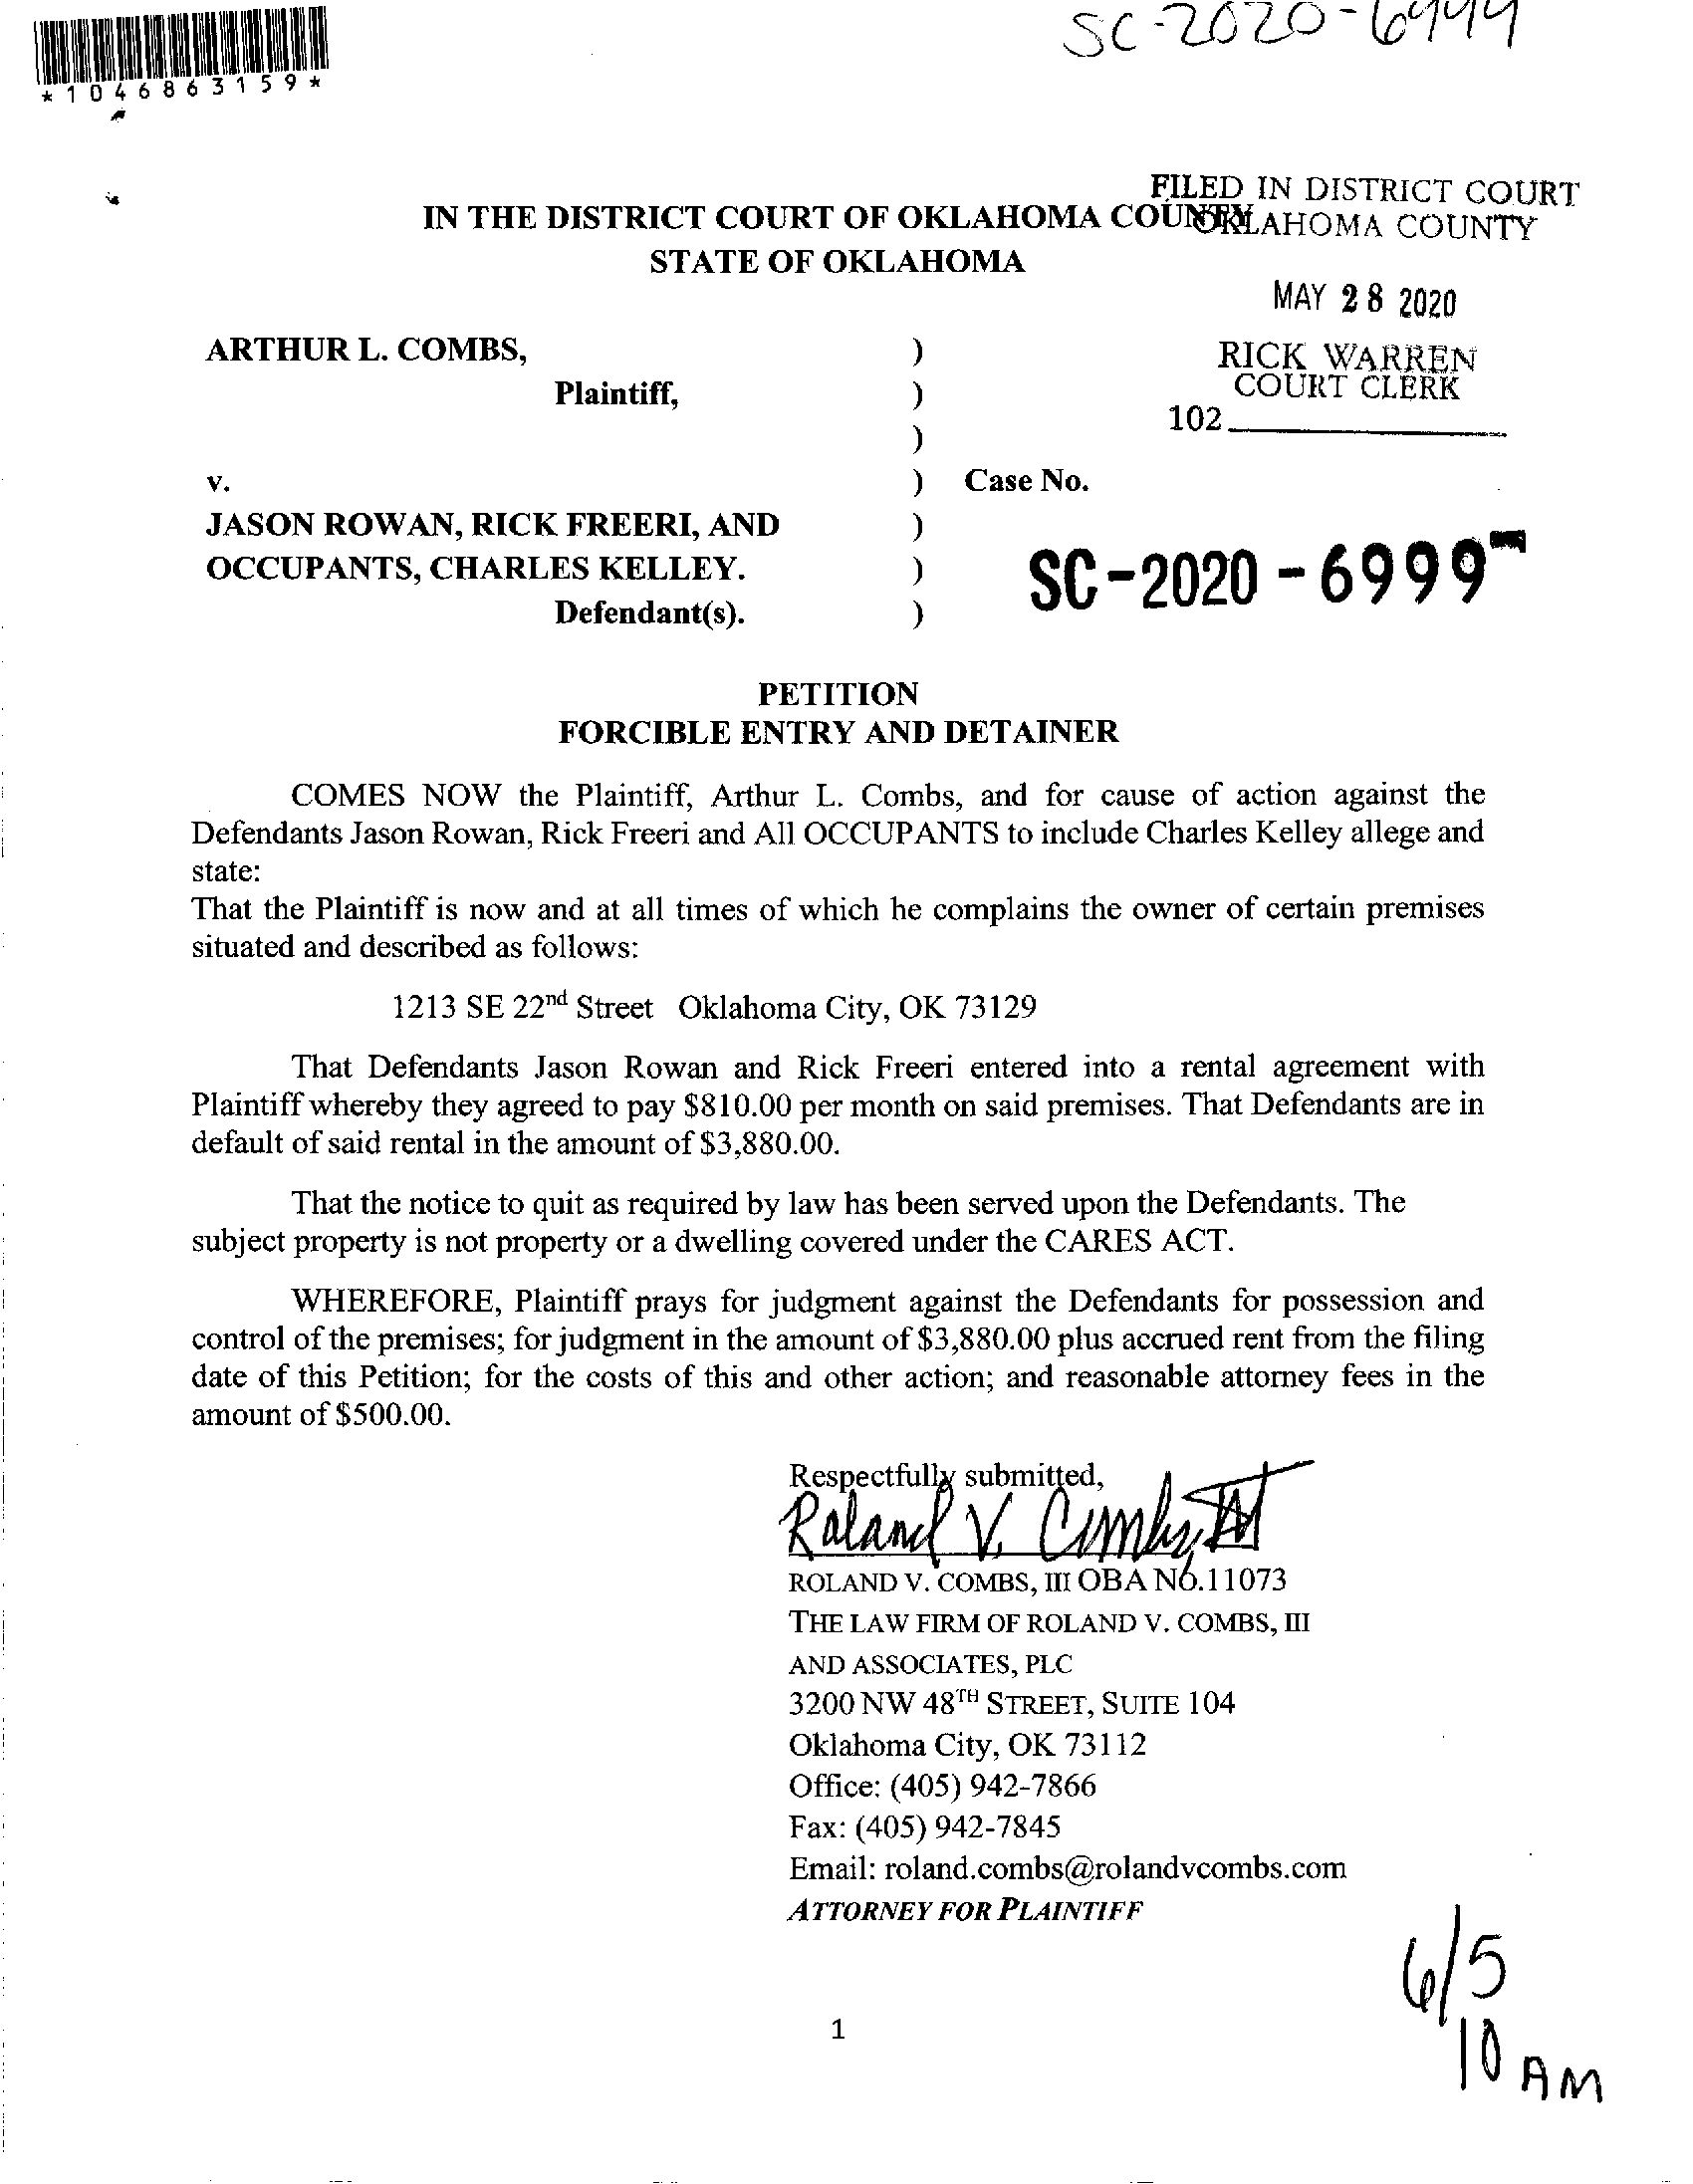 SC-2020-6999
*1046863159*
FILED IN DISTRICT COURT
OKLAHOMA COUNTY
IN THE DISTRICT COURT OF OKLAHOMA COUNTY
STATE OF OKLAHOMA
MAY 28 2020
RICK WARREN
COURT CLERK
102
ARTHUR L. COMBS, )
Plaintiff, )
)
v. ) Case No.
JASON ROWAN, RICK FREERI, AND )
OCCUPANTS, CHARLES KELLEY. )
Defendant(s). )
SC-2020-6999
PETITION
FORCIBLE ENTRY AND DETAINER
COMES NOW the Plaintiff, Arthur L. Combs, and for cause of action against the
Defendants Jason Rowan, Rick Freeri and All OCCUPANTS to include Charles Kelley allege and
state:
That the Plaintiff is now and at all times of which he complains the owner of certain premises
situated and described as follows:
1213 SE 22nd Street Oklahoma City, OK 73129
That Defendants Jason Rowan and Rick Freeri entered into a rental agreement with
Plaintiff whereby they agreed to pay $810.00 per month on said premises. That Defendants are in
default of said rental in the amount of $3,880.00.
That the notice to quit as required by law has been served upon the Defendants. The
subject property is not property or a dwelling covered under the CARES ACT.
WHEREFORE, Plaintiff prays for judgment against the Defendants for possession and
control of the premises; for judgment in the amount of $3,880.00 plus accrued rent from the filing
date of this Petition; for the costs of this and other action; and reasonable attorney fees in the
amount of $500.00.
Respectfully submitted,
Roland V. Combs, III
ROLAND V. COMBS, III OBA NO.11073
THE LAW FIRM OF ROLAND V. COMBS, III
AND ASSOCIATES, PLC
3200 NW 48TH STREET, SUITE 104
Oklahoma City, OK 73112
Office: (405) 942-7866
Fax: (405) 942-7845
Email: roland.combs@rolandvcombs.com
ATTORNEY FOR PLAINTIFF
6/5
10 AM
1